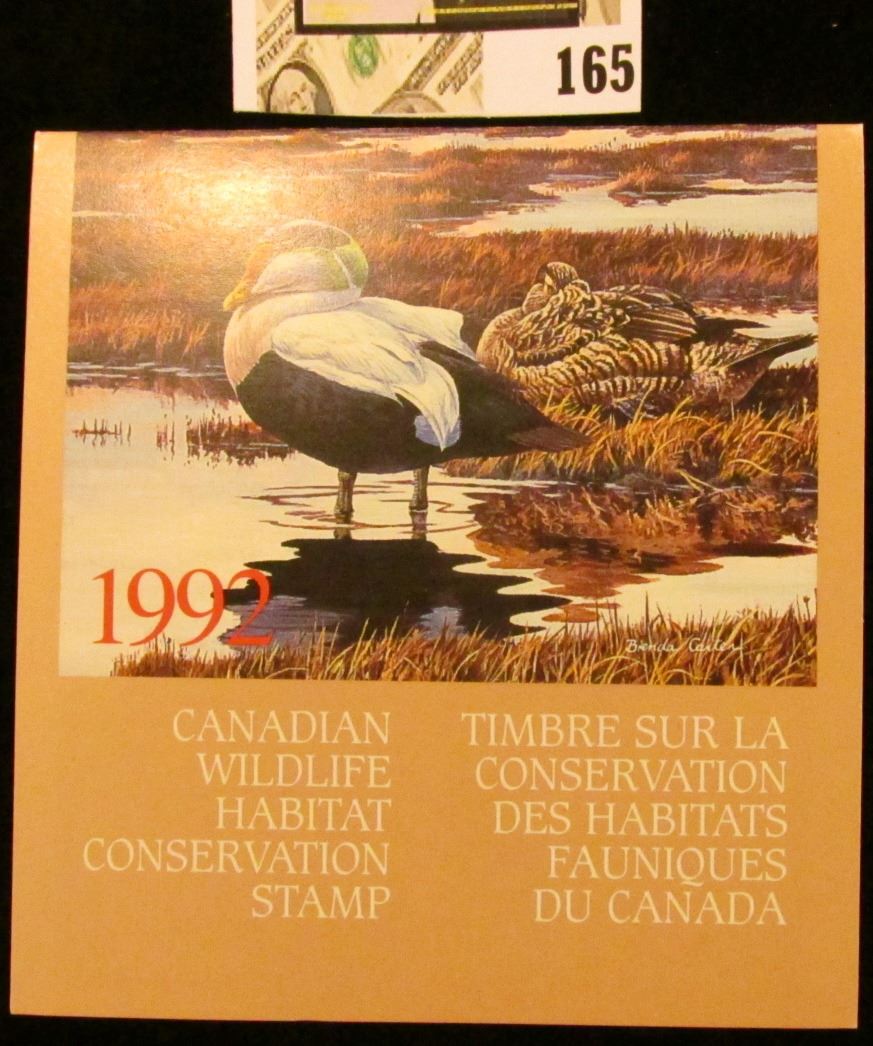 165
1992
Brenda Carter
CANADIAN
WILDLIFE
HABITAT
CONSERVATION
STAMP
TIMBRE SUR LA
CONSERVATION
DES HABITATS
FAUNIQUES
DU CANADA